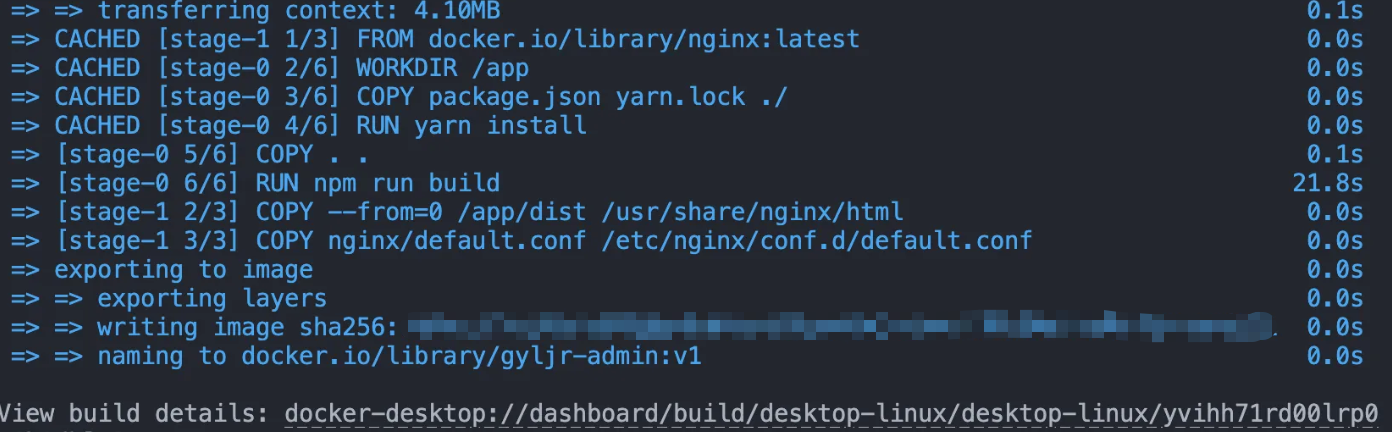 => => transferring context: 4.10MB 0.1s
=> CACHED [stage-1 1/3] FROM docker.io/library/nginx:latest 0.0s
=> CACHED [stage-0 2/6] WORKDIR /app 0.0s
=> CACHED [stage-0 3/6] COPY package.json yarn.lock ./ 0.0s
=> CACHED [stage-0 4/6] RUN yarn install 0.0s
=> [stage-0 5/6] COPY . . 0.1s
=> [stage-0 6/6] RUN npm run build 21.8s
=> [stage-1 2/3] COPY --from=0 /app/dist /usr/share/nginx/html 0.0s
=> [stage-1 3/3] COPY nginx/default.conf /etc/nginx/conf.d/default.conf 0.0s
=> exporting to image 0.0s
=> => exporting layers 0.0s
=> => writing image sha256: 0.0s
=> => naming to docker.io/library/gyljr-admin:v1 0.0s
View build details: docker-desktop://dashboard/build/desktop-linux/desktop-linux/yvihh71rd00lrp0